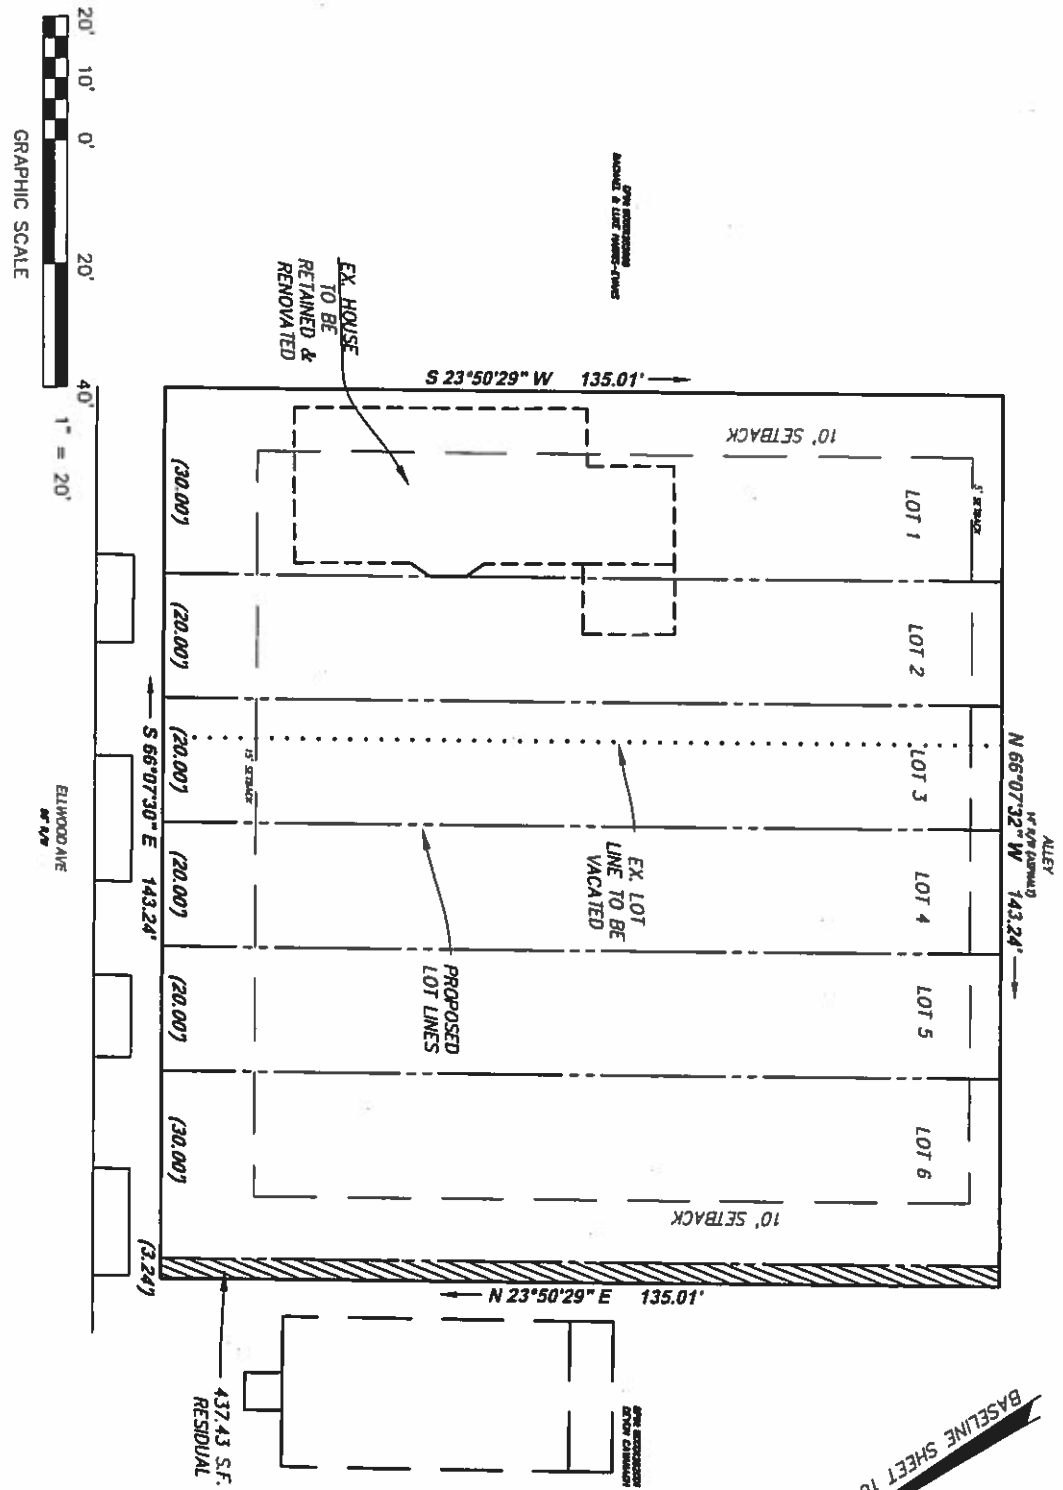 BASELINE SHEET
ALLEY
N 66°07'32" W 143.24'
5' SETBACK
10' SETBACK
LOT 1
LOT 2
LOT 3
LOT 4
LOT 5
LOT 6
10' SETBACK
S 23°50'29" W 135.01'
N 23°50'29" E 135.01'
EX. HOUSE
TO BE
RETAINED &
RENOVATED
EX. LOT
LINE TO BE
VACATED
PROPOSED
LOT LINES
15' SETBACK
(30.00')
(20.00')
(20.00')
(20.00')
(20.00')
(30.00')
(3.24')
S 66°07'30" E 143.24'
437.43 S.F.
RESIDUAL
ELLWOOD AVE
20' 10' 0' 20' 40'
1" = 20'
GRAPHIC SCALE